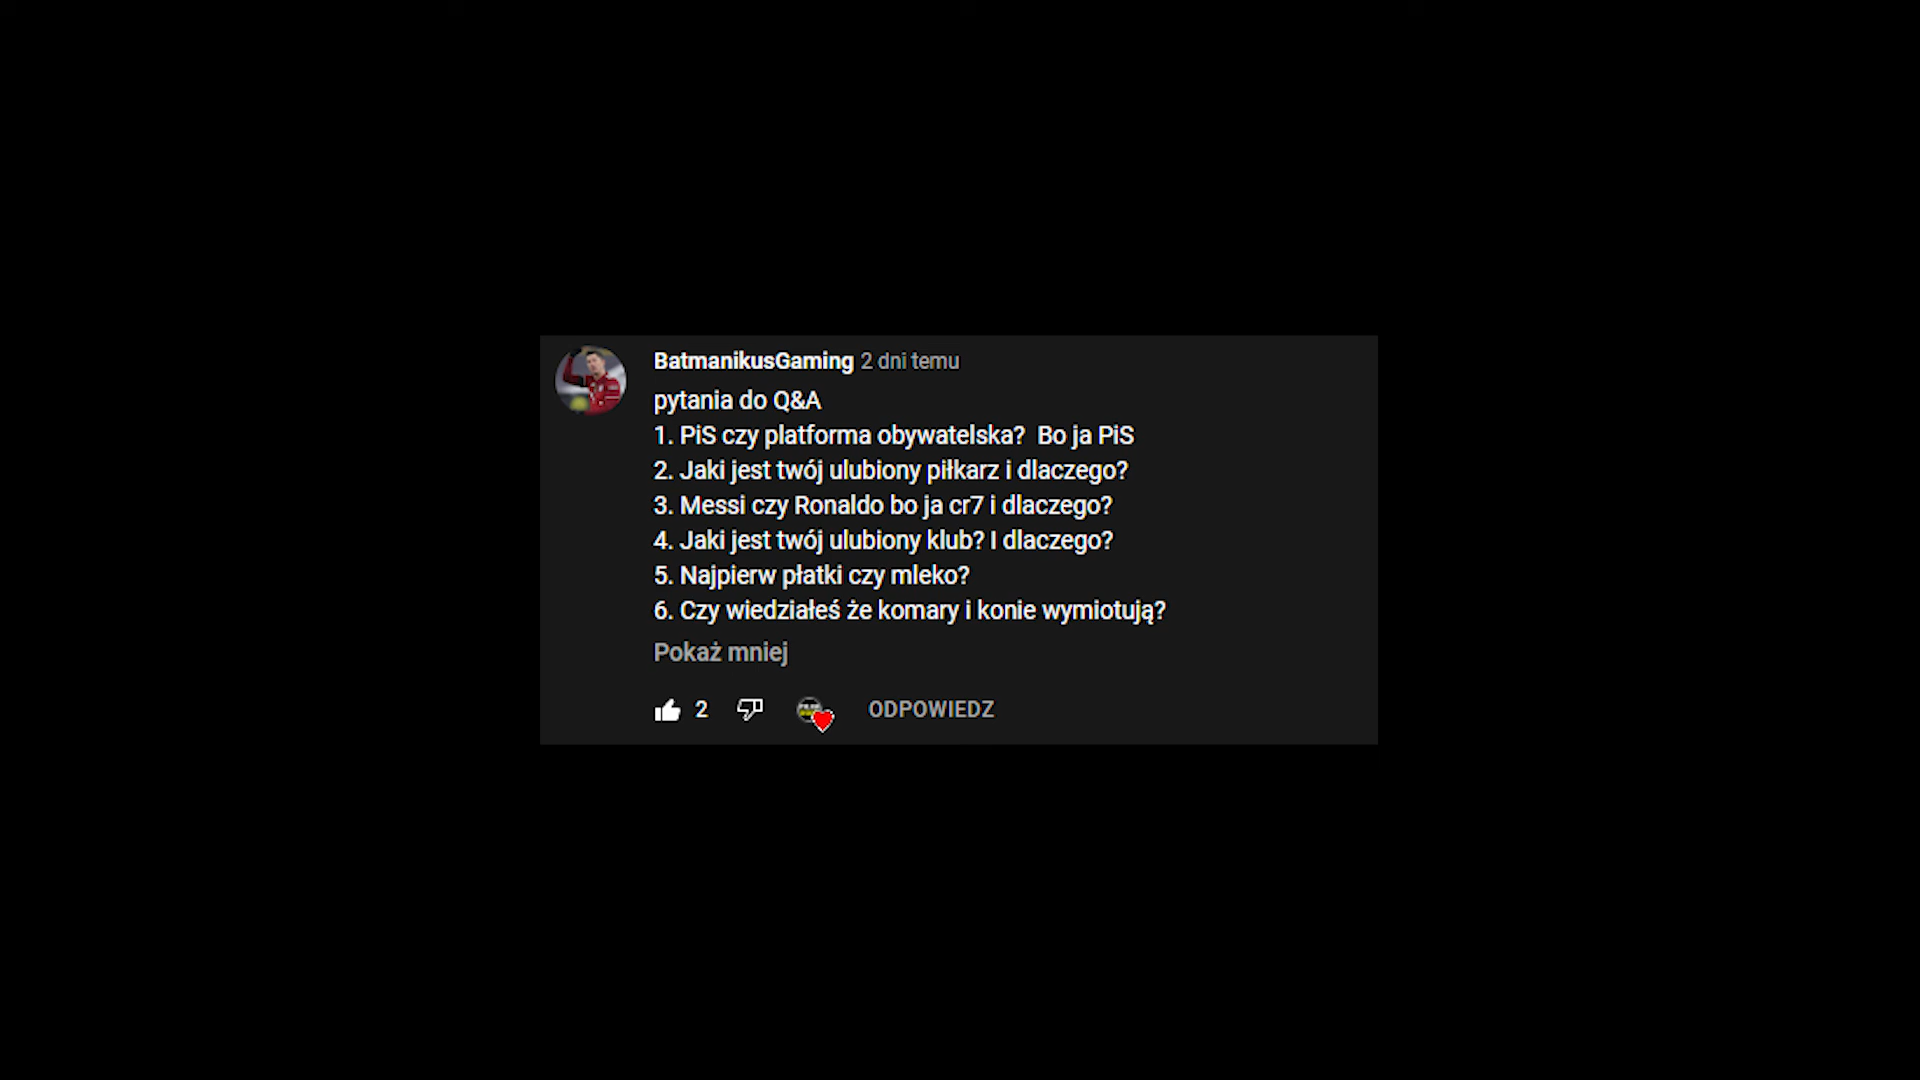 BatmanikusGaming 2 dni temu
pytania do Q&A
1. PiS czy platforma obywatelska?  Bo ja PiS
2. Jaki jest twój ulubiony piłkarz i dlaczego?
3. Messi czy Ronaldo bo ja cr7 i dlaczego?
4. Jaki jest twój ulubiony klub? I dlaczego?
5. Najpierw płatki czy mleko?
6. Czy wiedziałeś że komary i konie wymiotują?
Pokaż mniej
2 ODPOWIEDZ